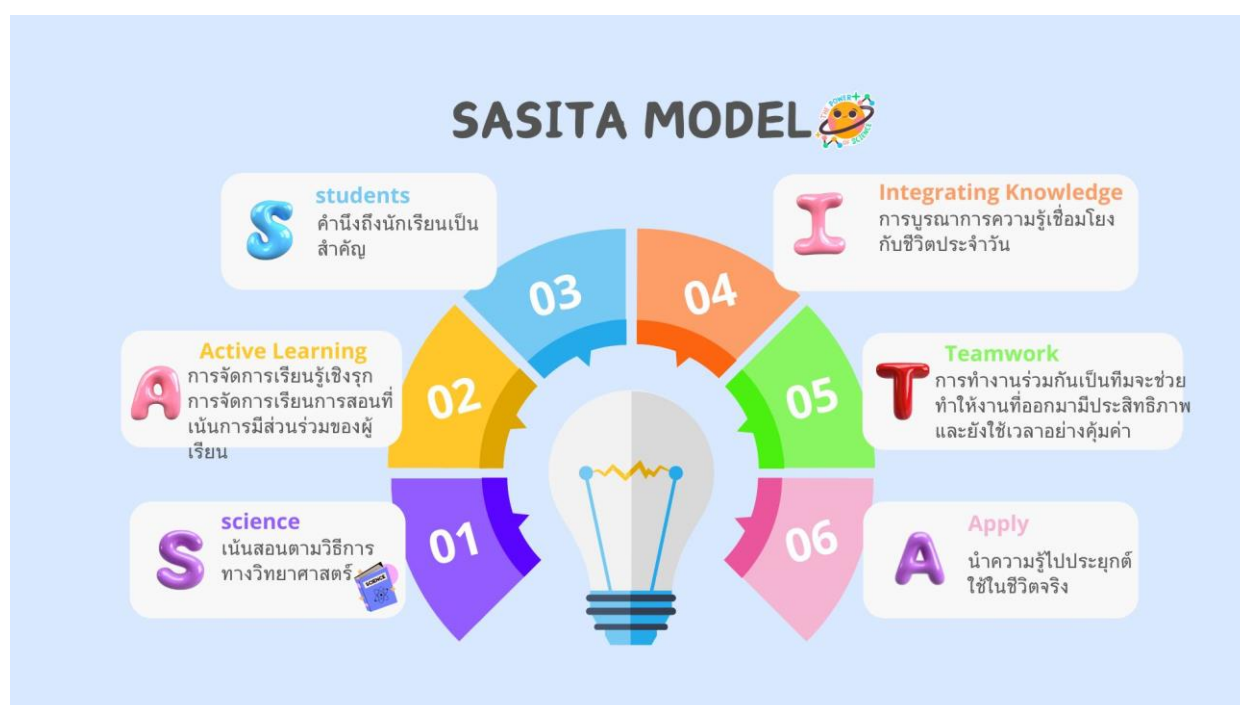 SASITA MODEL
THE POWER
OF SCIENCE
S
students
คำนึงถึงนักเรียนเป็น
สำคัญ
I
Integrating Knowledge
การบูรณาการความรู้เชื่อมโยง
กับชีวิตประจำวัน
03
04
A
Active Learning
การจัดการเรียนรู้เชิงรุก
การจัดการเรียนการสอนที่
เน้นการมีส่วนร่วมของผู้
เรียน
02
05
T
Teamwork
การทำงานร่วมกันเป็นทีมจะช่วย
ทำให้งานที่ออกมามีประสิทธิภาพ
และยังใช้เวลาอย่างคุ้มค่า
S
science
เน้นสอนตามวิธีการ
ทางวิทยาศาสตร์
SCIENCE
01
06
A
Apply
นำความรู้ไปประยุกต์
ใช้ในชีวิตจริง